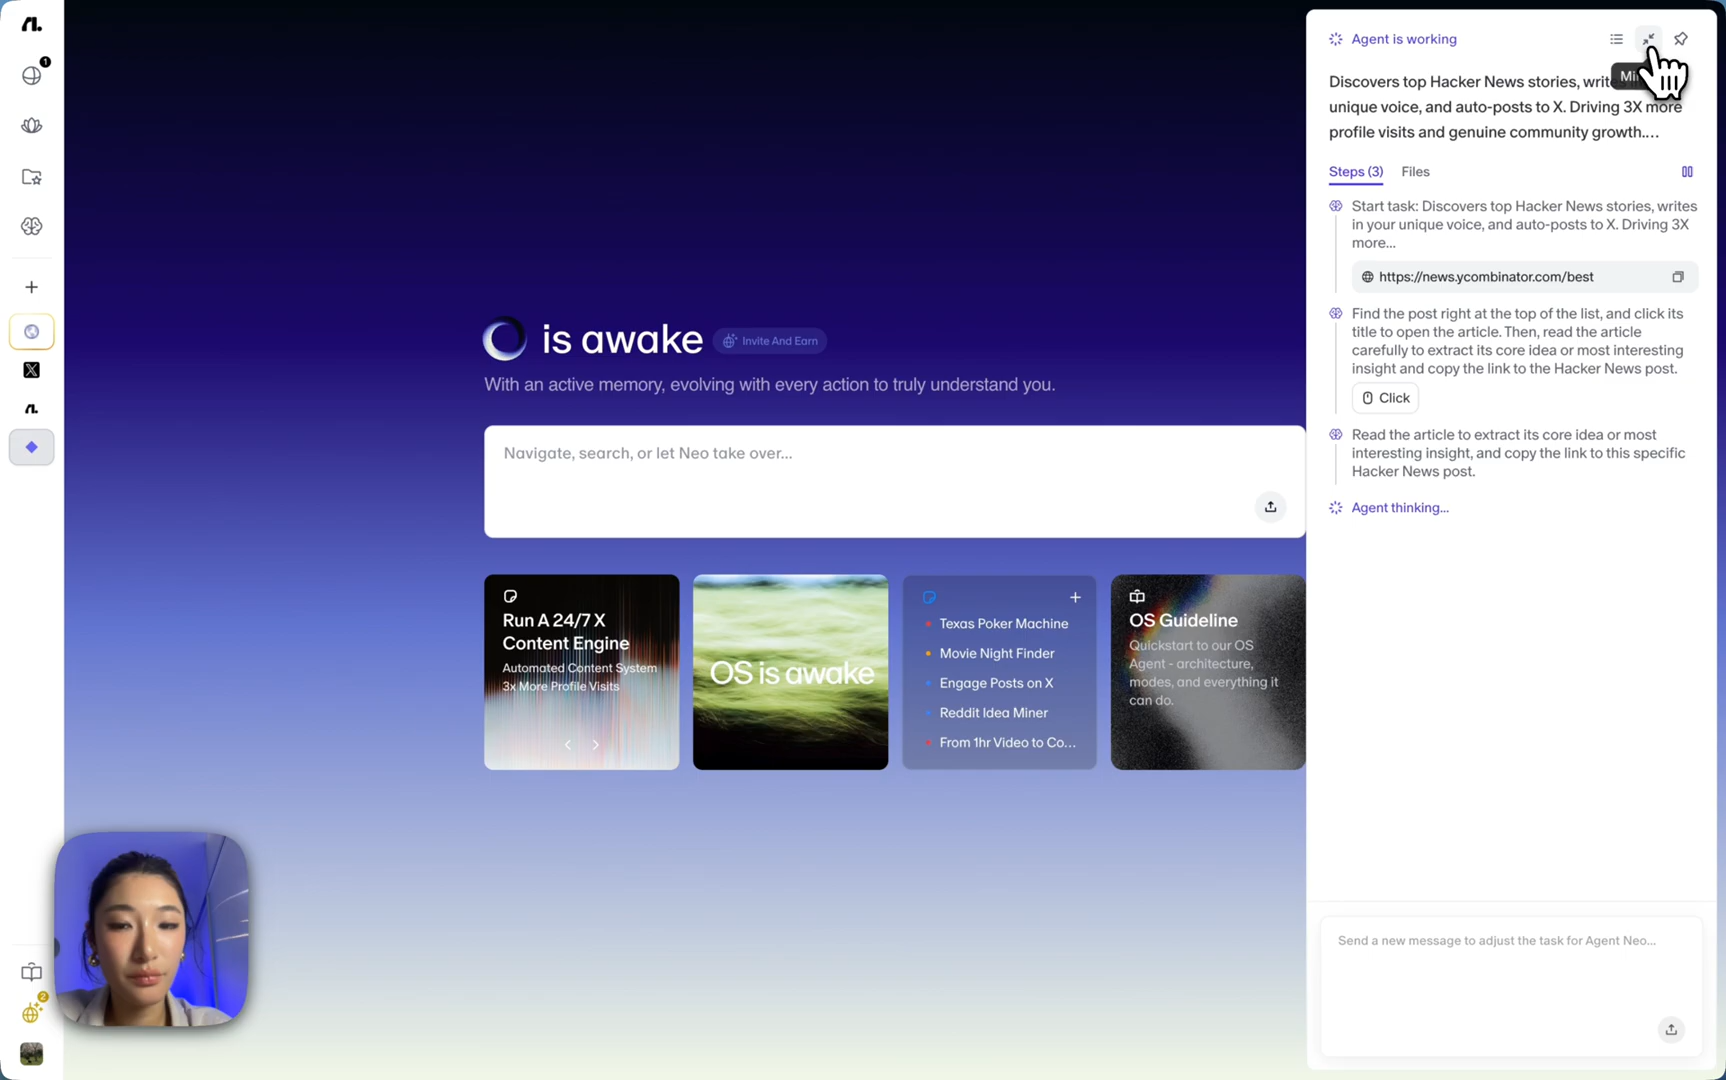 1
Agent is working
Discovers top Hacker News stories, writes
unique voice, and auto-posts to X. Driving 3X more
profile visits and genuine community growth....
Steps (3)
Files
Start task: Discovers top Hacker News stories, writes
in your unique voice, and auto-posts to X. Driving 3X
more...
https://news.ycombinator.com/best
Find the post right at the top of the list, and click its
title to open the article. Then, read the article
carefully to extract its core idea or most interesting
insight and copy the link to the Hacker News post.
Click
Read the article to extract its core idea or most
interesting insight, and copy the link to this specific
Hacker News post.
Agent thinking...
is awake
Invite And Earn
With an active memory, evolving with every action to truly understand you.
Navigate, search, or let Neo take over...
Run A 24/7 X
Content Engine
Automated Content System
3x More Profile Visits
OS is awake
Texas Poker Machine
Movie Night Finder
Engage Posts on X
Reddit Idea Miner
From 1hr Video to Co...
OS Guideline
Quickstart to our OS
Agent - architecture,
modes, and everything it
can do.
Send a new message to adjust the task for Agent Neo...
2